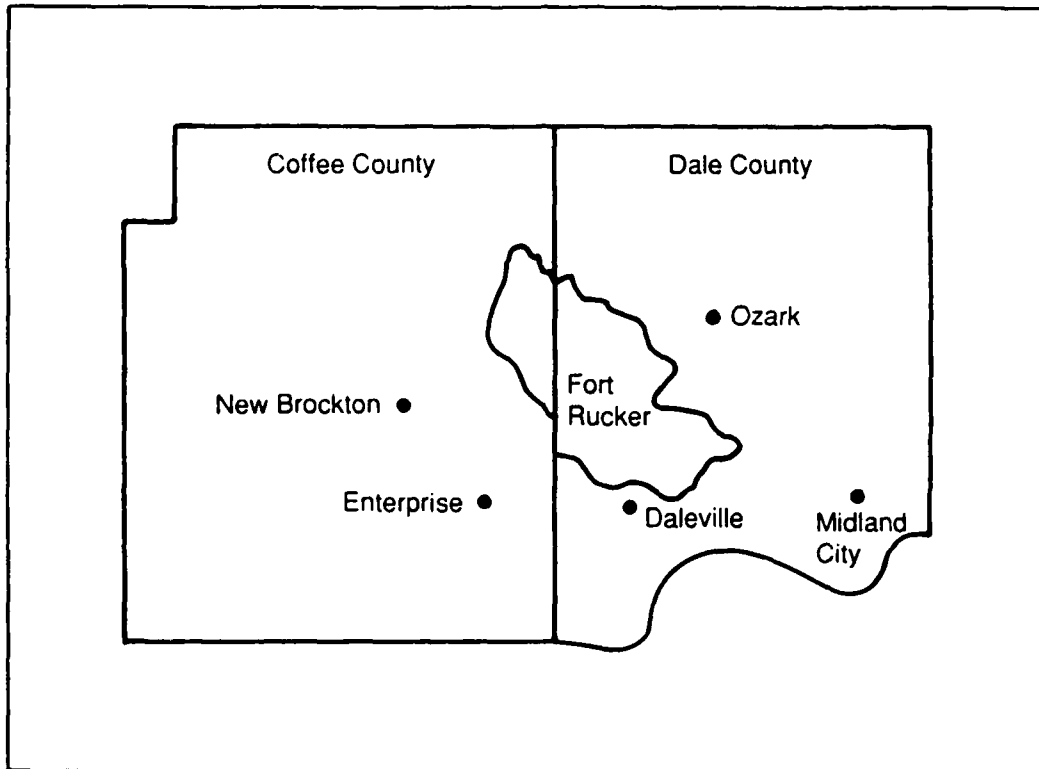 Coffee County
Dale County
Ozark
Fort
Rucker
New Brockton
Enterprise
Daleville
Midland
City